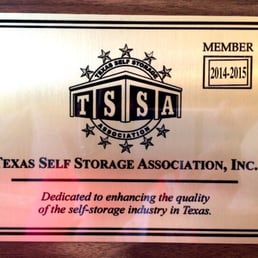 MEMBER
2014-2015
TEXAS SELF STORAGE
TSSA
ASSOCIATION
TEXAS SELF STORAGE ASSOCIATION, INC.
Dedicated to enhancing the quality
of the self-storage industry in Texas.